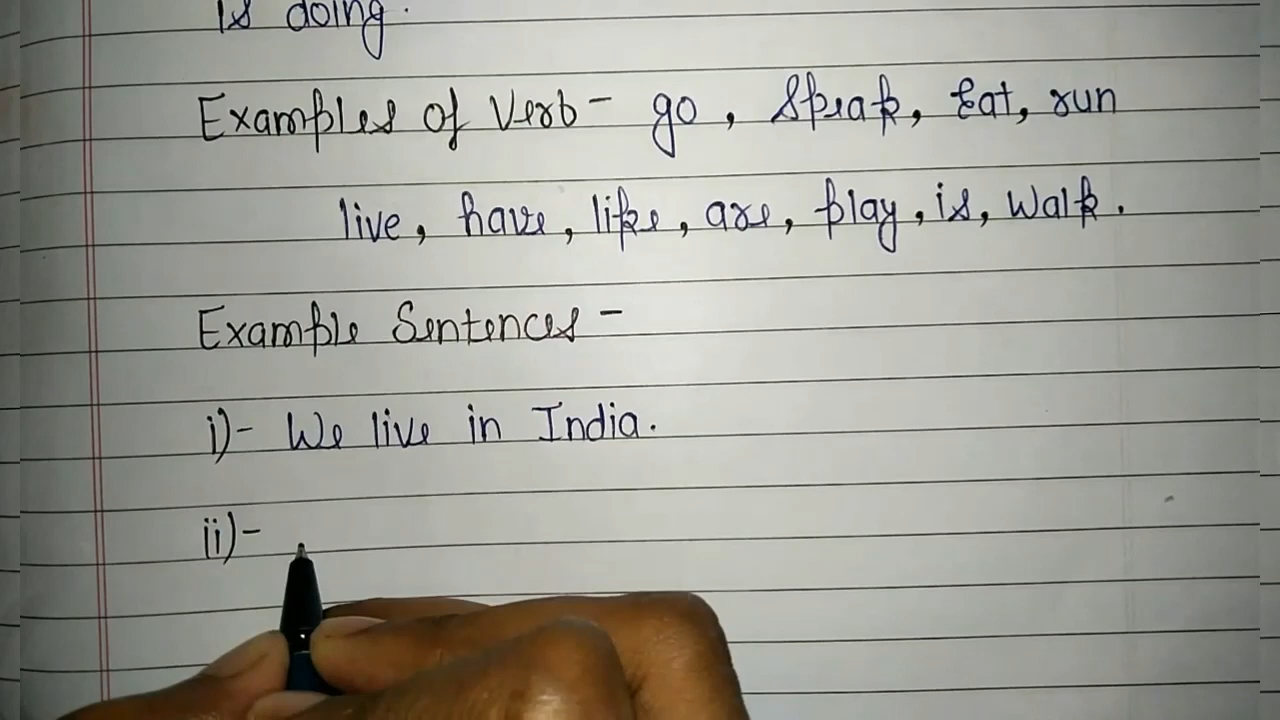 is doing.
Examples of Verb- go, Speak, Eat, run
live, have, like, are, play, is, Walk.
Example Sentences-
i)- We live in India.
ii)-